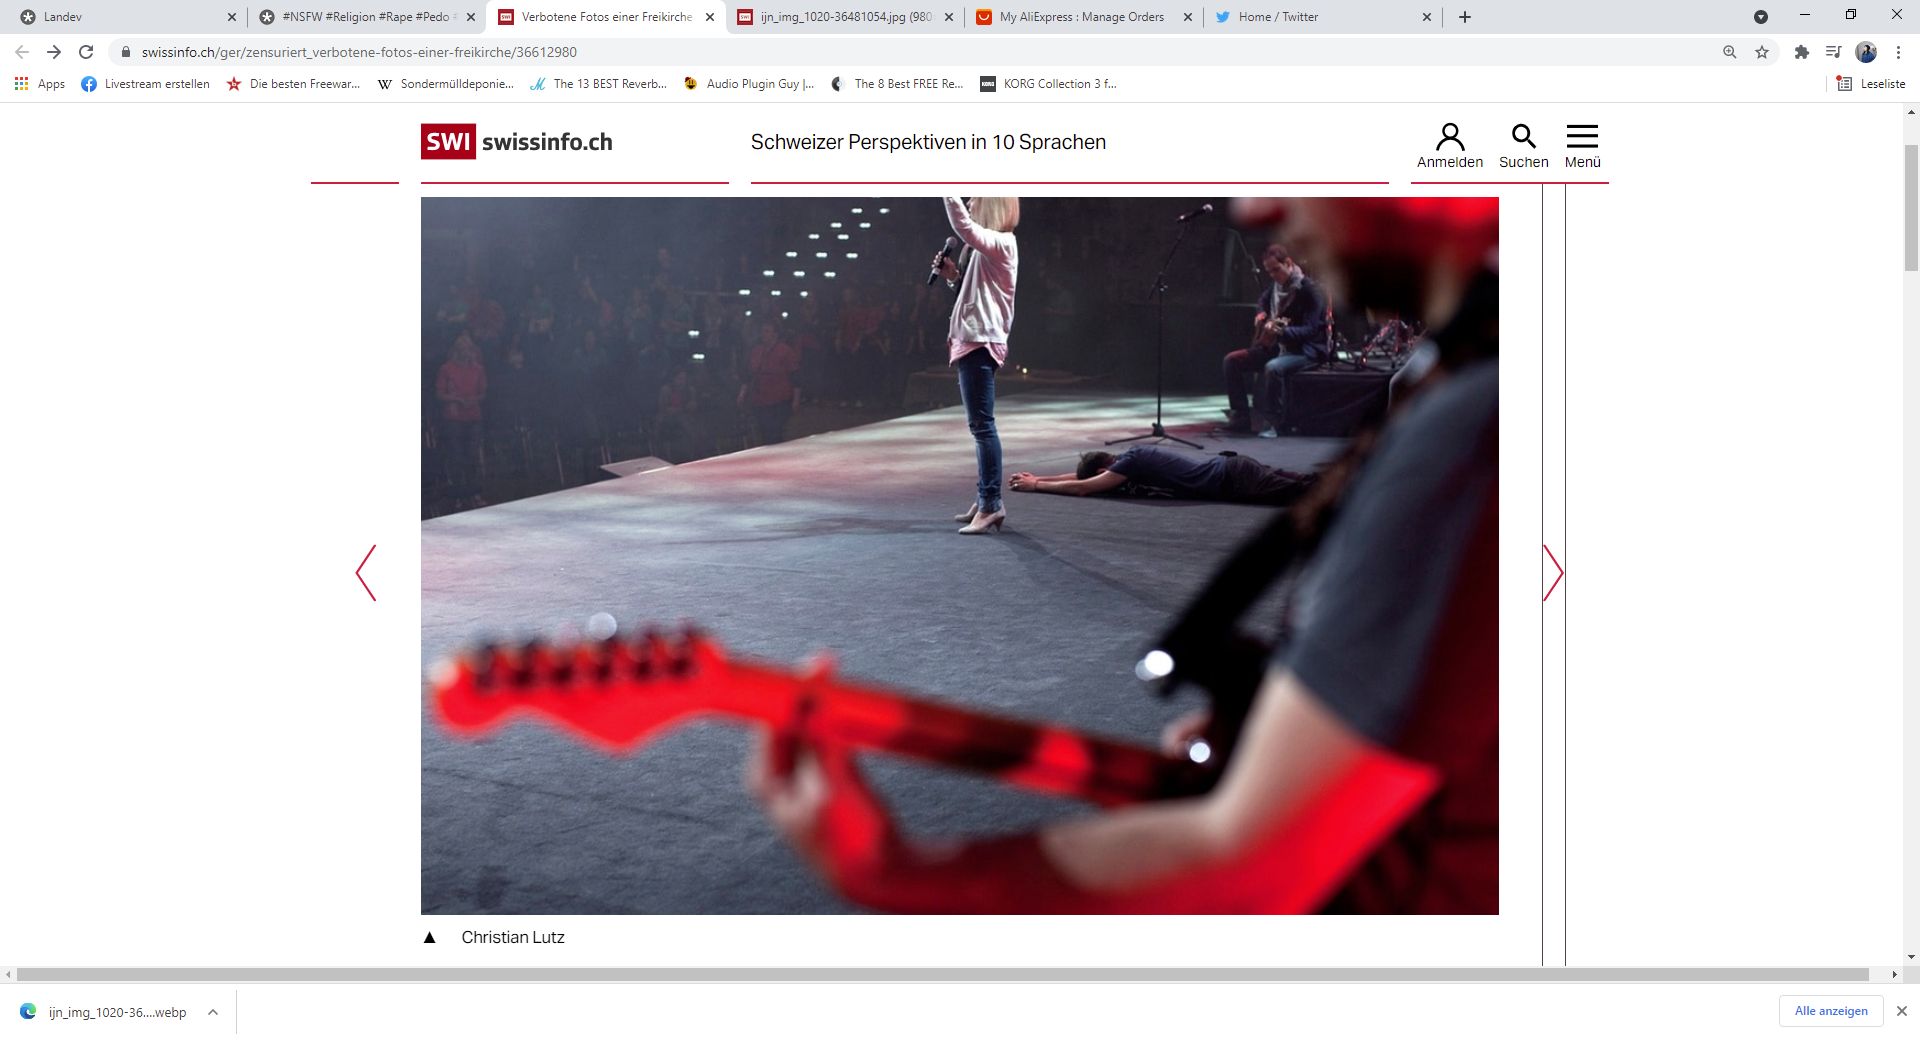 Landev
#NSFW #Religion #Rape #Pedo
Verbotene Fotos einer Freikirche
ijn_img_1020-36481054.jpg (980
My AliExpress : Manage Orders
Home / Twitter
swissinfo.ch/ger/zensuriert_verbotene-fotos-einer-freikirche/36612980
Apps
Livestream erstellen
Die besten Freewar...
W Sondermülldeponie...
The 13 BEST Reverb...
Audio Plugin Guy |...
The 8 Best FREE Re...
KORG KORG Collection 3 f...
Leseliste
SWI swissinfo.ch
Schweizer Perspektiven in 10 Sprachen
Anmelden
Suchen
Menü
▲ Christian Lutz
ijn_img_1020-36....webp
Alle anzeigen